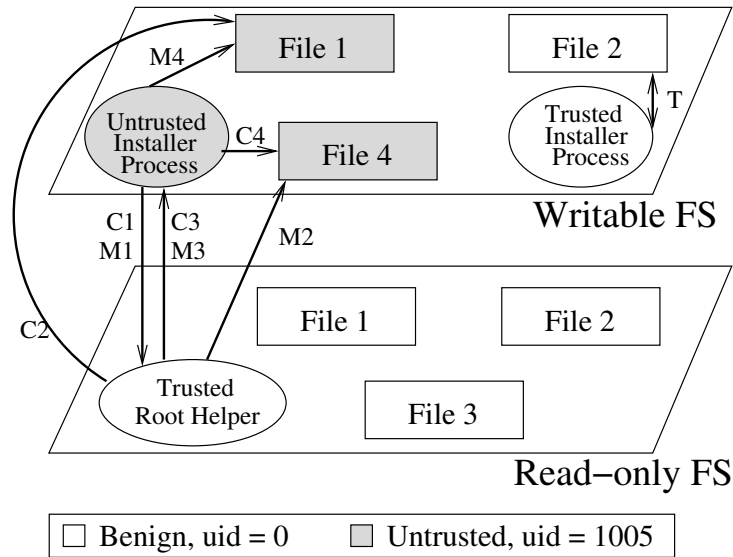 File 1
File 2
M4
T
Untrusted
Installer
Process
C4
File 4
Trusted
Installer
Process
Writable FS
C1
M1
C3
M3
M2
C2
File 1
File 2
File 3
Trusted
Root Helper
Read−only FS
Benign, uid = 0
Untrusted, uid = 1005